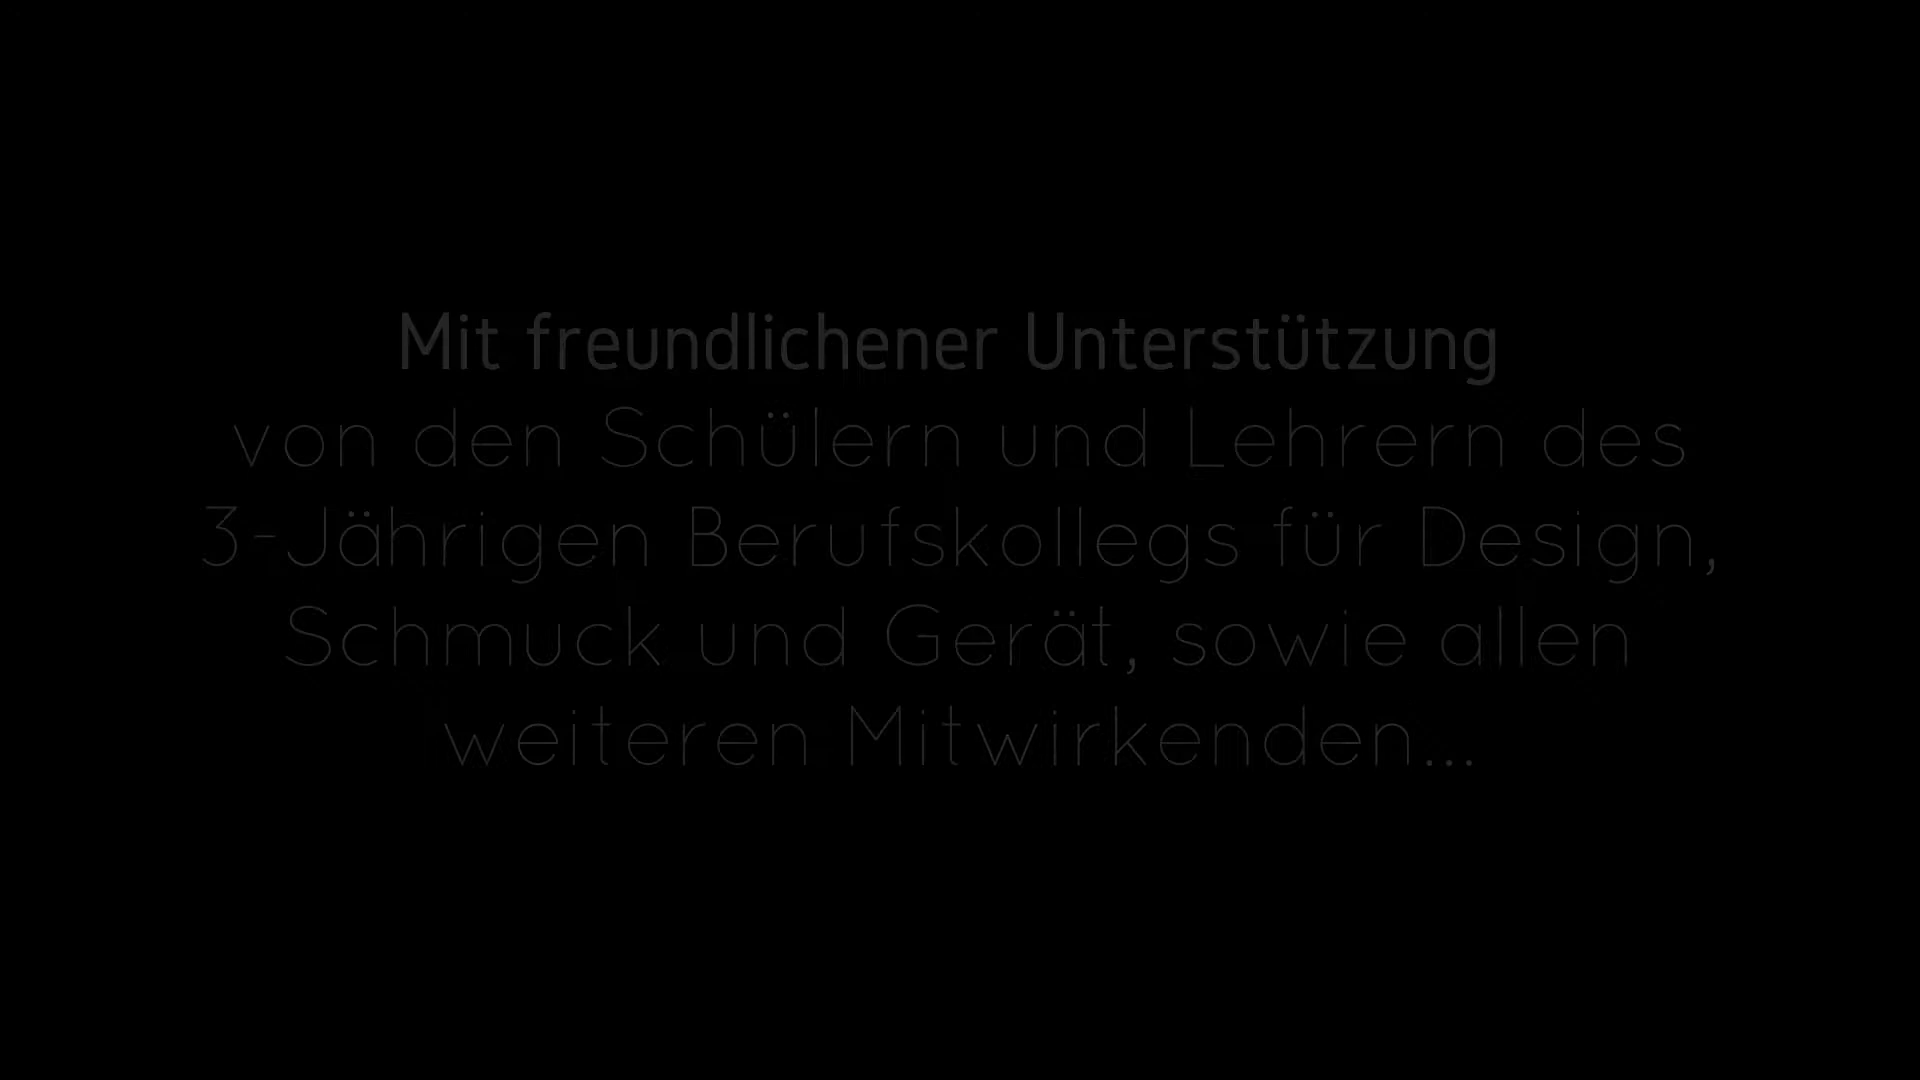 Mit freundlichener Unterstützung
von den Schülern und Lehrern des
3-Jährigen Berufskollegs für Design,
Schmuck und Gerät, sowie allen
weiteren Mitwirkenden...